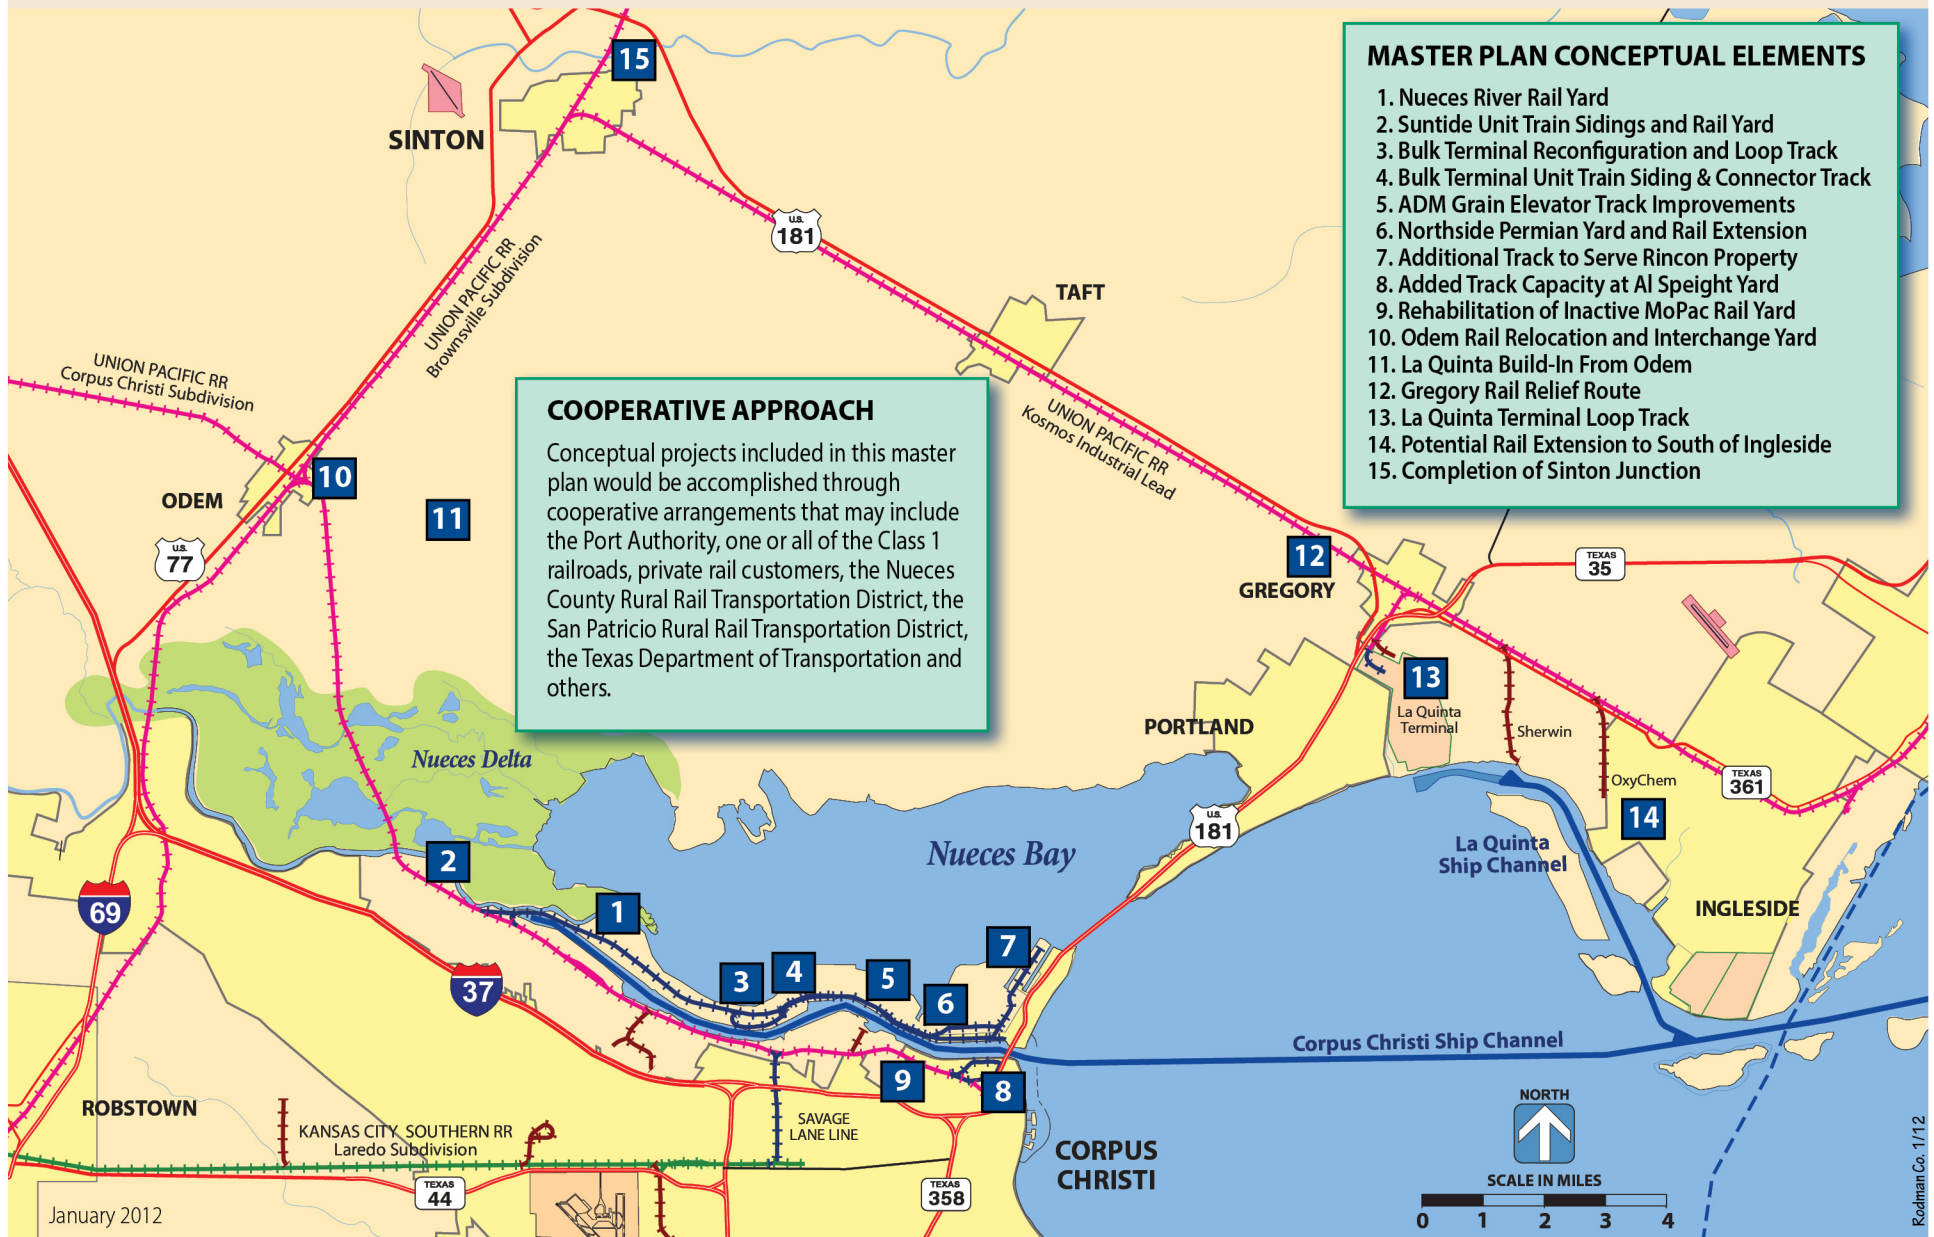 15
SINTON
MASTER PLAN CONCEPTUAL ELEMENTS
1. Nueces River Rail Yard
2. Suntide Unit Train Sidings and Rail Yard
3. Bulk Terminal Reconfiguration and Loop Track
4. Bulk Terminal Unit Train Siding & Connector Track
5. ADM Grain Elevator Track Improvements
6. Northside Permian Yard and Rail Extension
7. Additional Track to Serve Rincon Property
8. Added Track Capacity at Al Speight Yard
9. Rehabilitation of Inactive MoPac Rail Yard
10. Odem Rail Relocation and Interchange Yard
11. La Quinta Build-In From Odem
12. Gregory Rail Relief Route
13. La Quinta Terminal Loop Track
14. Potential Rail Extension to South of Ingleside
15. Completion of Sinton Junction
U.S.
181
UNION PACIFIC RR
Brownsville Subdivision
TAFT
UNION PACIFIC RR
Corpus Christi Subdivision
COOPERATIVE APPROACH
Conceptual projects included in this master
plan would be accomplished through
cooperative arrangements that may include
the Port Authority, one or all of the Class 1
railroads, private rail customers, the Nueces
County Rural Rail Transportation District, the
San Patricio Rural Rail Transportation District,
the Texas Department of Transportation and
others.
UNION PACIFIC RR
Kosmos Industrial Lead
10
ODEM
11
U.S.
77
12
GREGORY
TEXAS
35
13
La Quinta
Terminal
PORTLAND
Sherwin
Nueces Delta
OxyChem
TEXAS
361
14
U.S.
181
Nueces Bay
La Quinta
Ship Channel
2
69
1
INGLESIDE
37
3
4
5
6
7
Corpus Christi Ship Channel
9
8
ROBSTOWN
KANSAS CITY SOUTHERN RR
Laredo Subdivision
SAVAGE
LANE LINE
CORPUS
CHRISTI
NORTH
SCALE IN MILES
0 1 2 3 4
TEXAS
44
TEXAS
358
January 2012
Rodman Co. 1/12